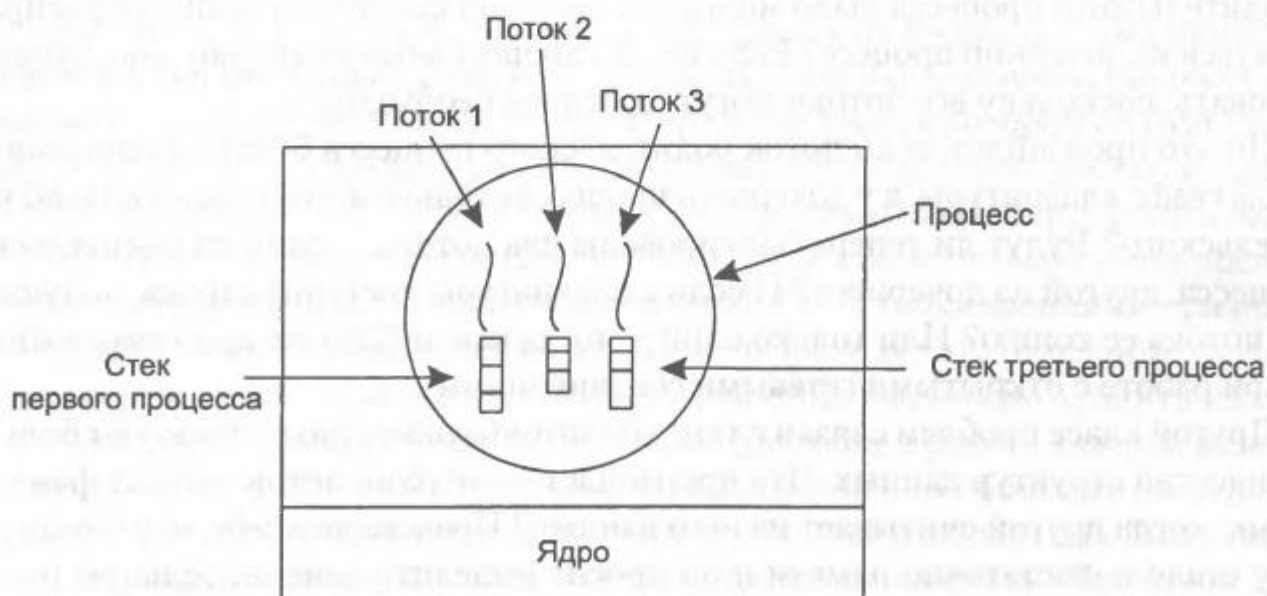 Поток 2
Поток 1
Поток 3
Процесс
Стек
первого процесса
Стек третьего процесса
Ядро